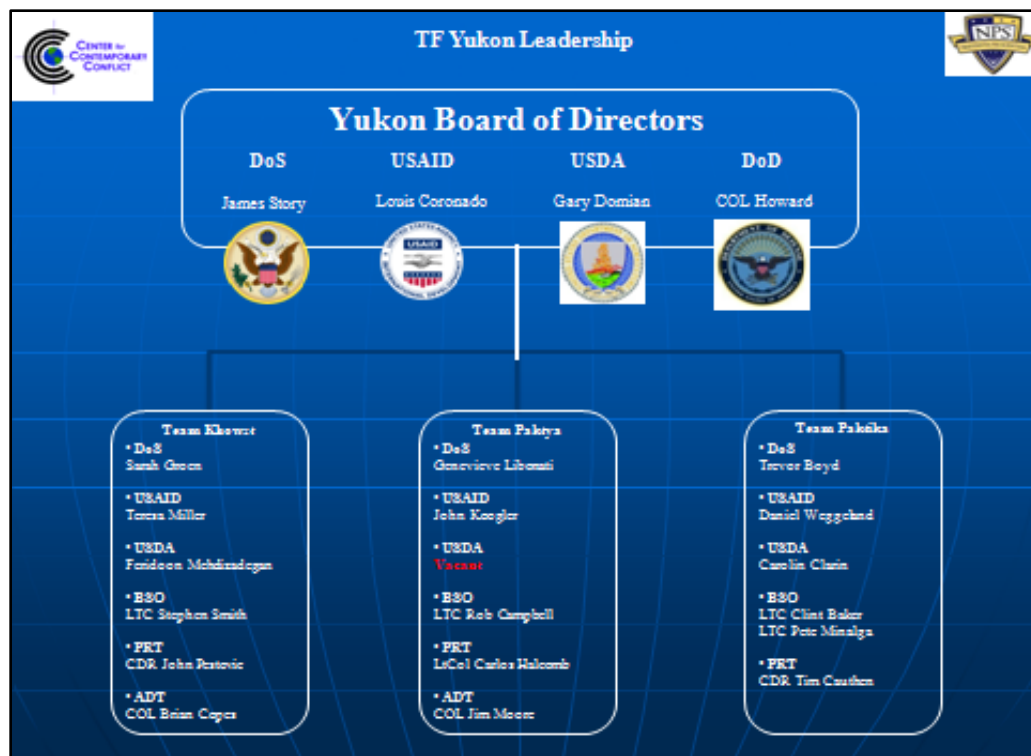 CENTER for
CONTEMPORARY
CONFLICT
TF Yukon Leadership
NPS
Yukon Board of Directors
DoS USAID USDA DoD
James Story Louis Coronado Gary Domian COL Howard
USAID
Team Khowst
• DoS
Sarah Green
• USAID
Teresa Miller
• USDA
Feridoon Mehdizadegan
• BSO
LTC Stephen Smith
• PRT
CDR John
• ADT
COL Brian Copes
Team Paktya
• DoS
Genevieve Libonati
• USAID
John Koogler
• USDA
Vacant
• BSO
LTC Rob Campbell
• PRT
LtCol Carlos Halcomb
• ADT
COL Jim Moore
Team Paktika
• DoS
Trevor Boyd
• USAID
Daniel Weggeland
• USDA
Carolin Clarin
• BSO
LTC Clint Baker
LTC Pete Minalga
• PRT
CDR Tim Cauthen